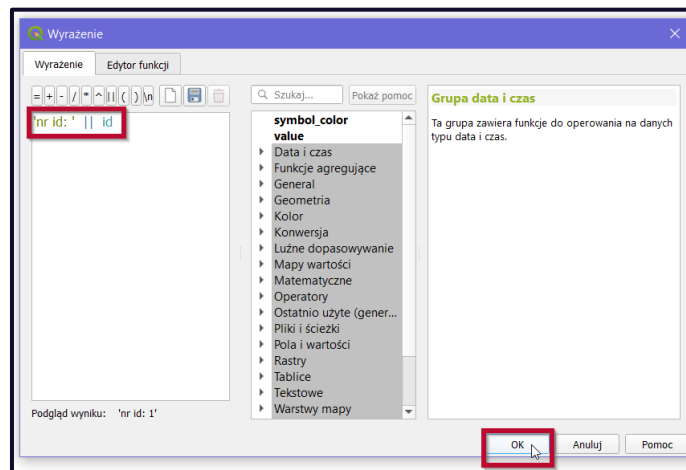 Wyrażenie
Wyrażenie Edytor funkcji
= + - / * ^ || ( ) \n
'nr id: ' || id
Podgląd wyniku: 'nr id: 1'
Szukaj... Pokaż pomoc
symbol_color
value
Data i czas
Funkcje agregujące
General
Geometria
Kolor
Konwersja
Luźne dopasowywanie
Mapy wartości
Matematyczne
Operatory
Ostatnio użyte (gener...
Pliki i ścieżki
Pola i wartości
Rastry
Tablice
Tekstowe
Warstwy mapy
Grupa data i czas
Ta grupa zawiera funkcje do operowania na danych
typu data i czas.
OK Anuluj Pomoc